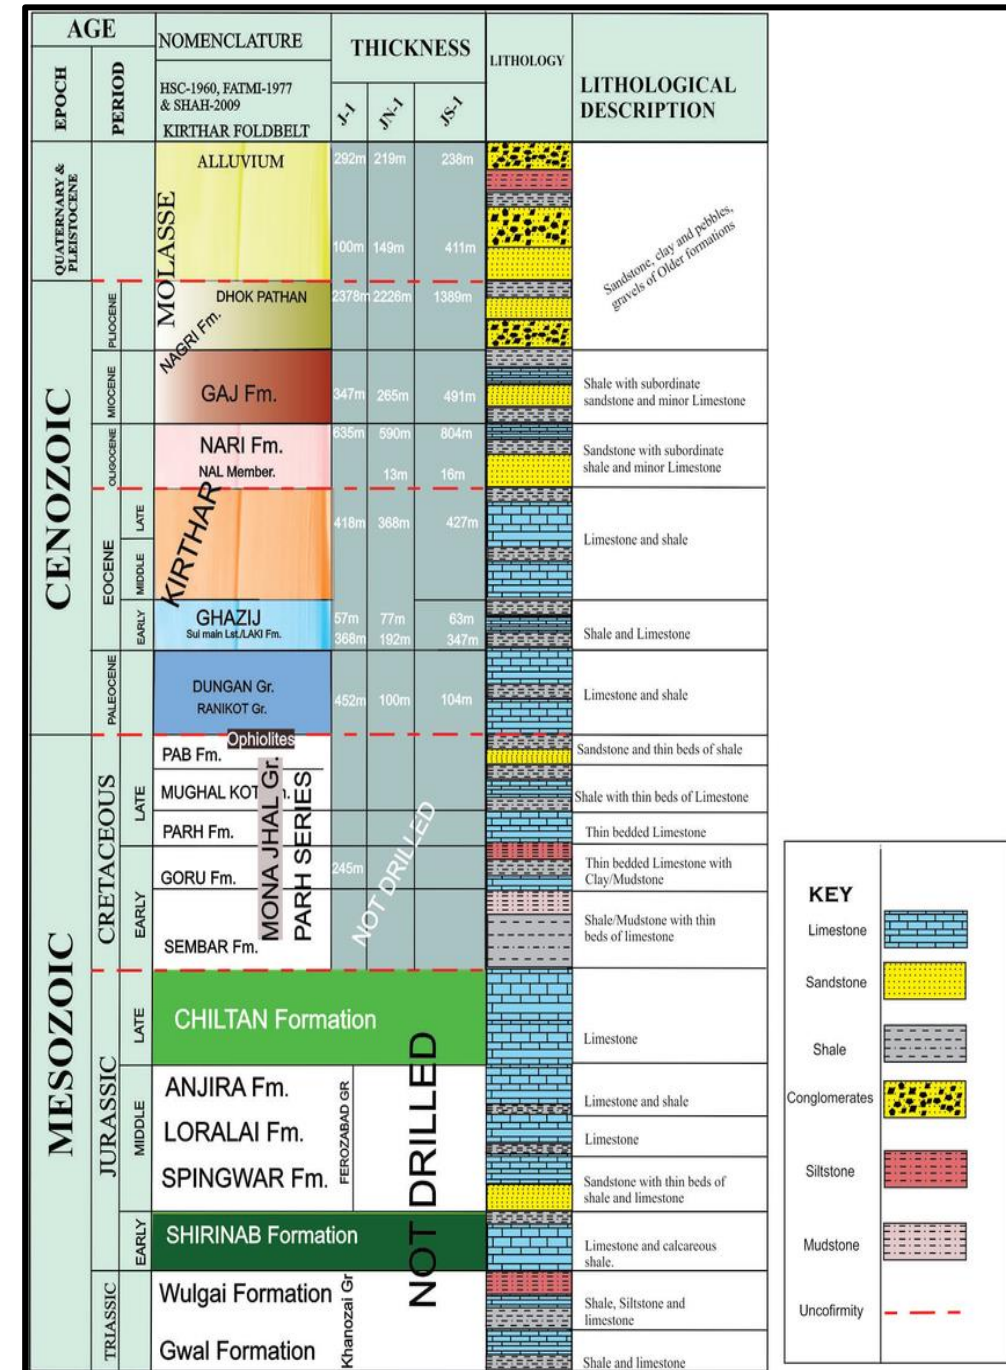 AGE
EPOCH
PERIOD
NOMENCLATURE
HSC-1960, FATMI-1977
& SHAH-2009
KIRTHAR FOLDBELT
THICKNESS
J-1
JN-1
JS-1
LITHOLOGY
LITHOLOGICAL
DESCRIPTION
QUATERNARY &
PLEISTOCENE
ALLUVIUM
292m 219m 238m
MOLASSE
100m 149m 411m
Sandstone, clay and pebbles,
gravels of Older formations
CENOZOIC
PLIOCENE
DHOK PATHAN
NAGRI Fm.
2378m 2226m 1389m
MIOCENE
GAJ Fm.
347m 265m 491m
Shale with subordinate
sandstone and minor Limestone
OLIGOCENE
NARI Fm.
635m 590m 804m
NAL Member.
13m 16m
Sandstone with subordinate
shale and minor Limestone
EOCENE
LATE
MIDDLE
KIRTHAR
418m 368m 427m
Limestone and shale
EARLY
GHAZIJ
57m 77m 63m
Sul main Lst./LAKI Fm.
368m 192m 347m
Shale and Limestone
PALEOCENE
DUNGAN Gr.
RANIKOT Gr.
452m 100m 104m
Limestone and shale
MESOZOIC
CRETACEOUS
LATE
Ophiolites
PAB Fm.
Sandstone and thin beds of shale
MUGHAL KOT
MONA JHAL Gr.
PARH SERIES
Shale with thin beds of Limestone
PARH Fm.
Thin bedded Limestone
GORU Fm.
245m
NOT DRILLED
Thin bedded Limestone with
Clay/Mudstone
EARLY
SEMBAR Fm.
Shale/Mudstone with thin
beds of limestone
JURASSIC
LATE
CHILTAN Formation
Limestone
MIDDLE
ANJIRA Fm.
Limestone and shale
LORALAI Fm.
Limestone
SPINGWAR Fm.
FEROZABAD GR
Sandstone with thin beds of
shale and limestone
NOT DRILLED
EARLY
SHIRINAB Formation
Limestone and calcareous
shale.
TRIASSIC
Wulgai Formation
Khanozai Gr
Shale, Siltstone and
limestone
Gwal Formation
Shale and limestone
KEY
Limestone
Sandstone
Shale
Conglomerates
Siltstone
Mudstone
Uncofirmity